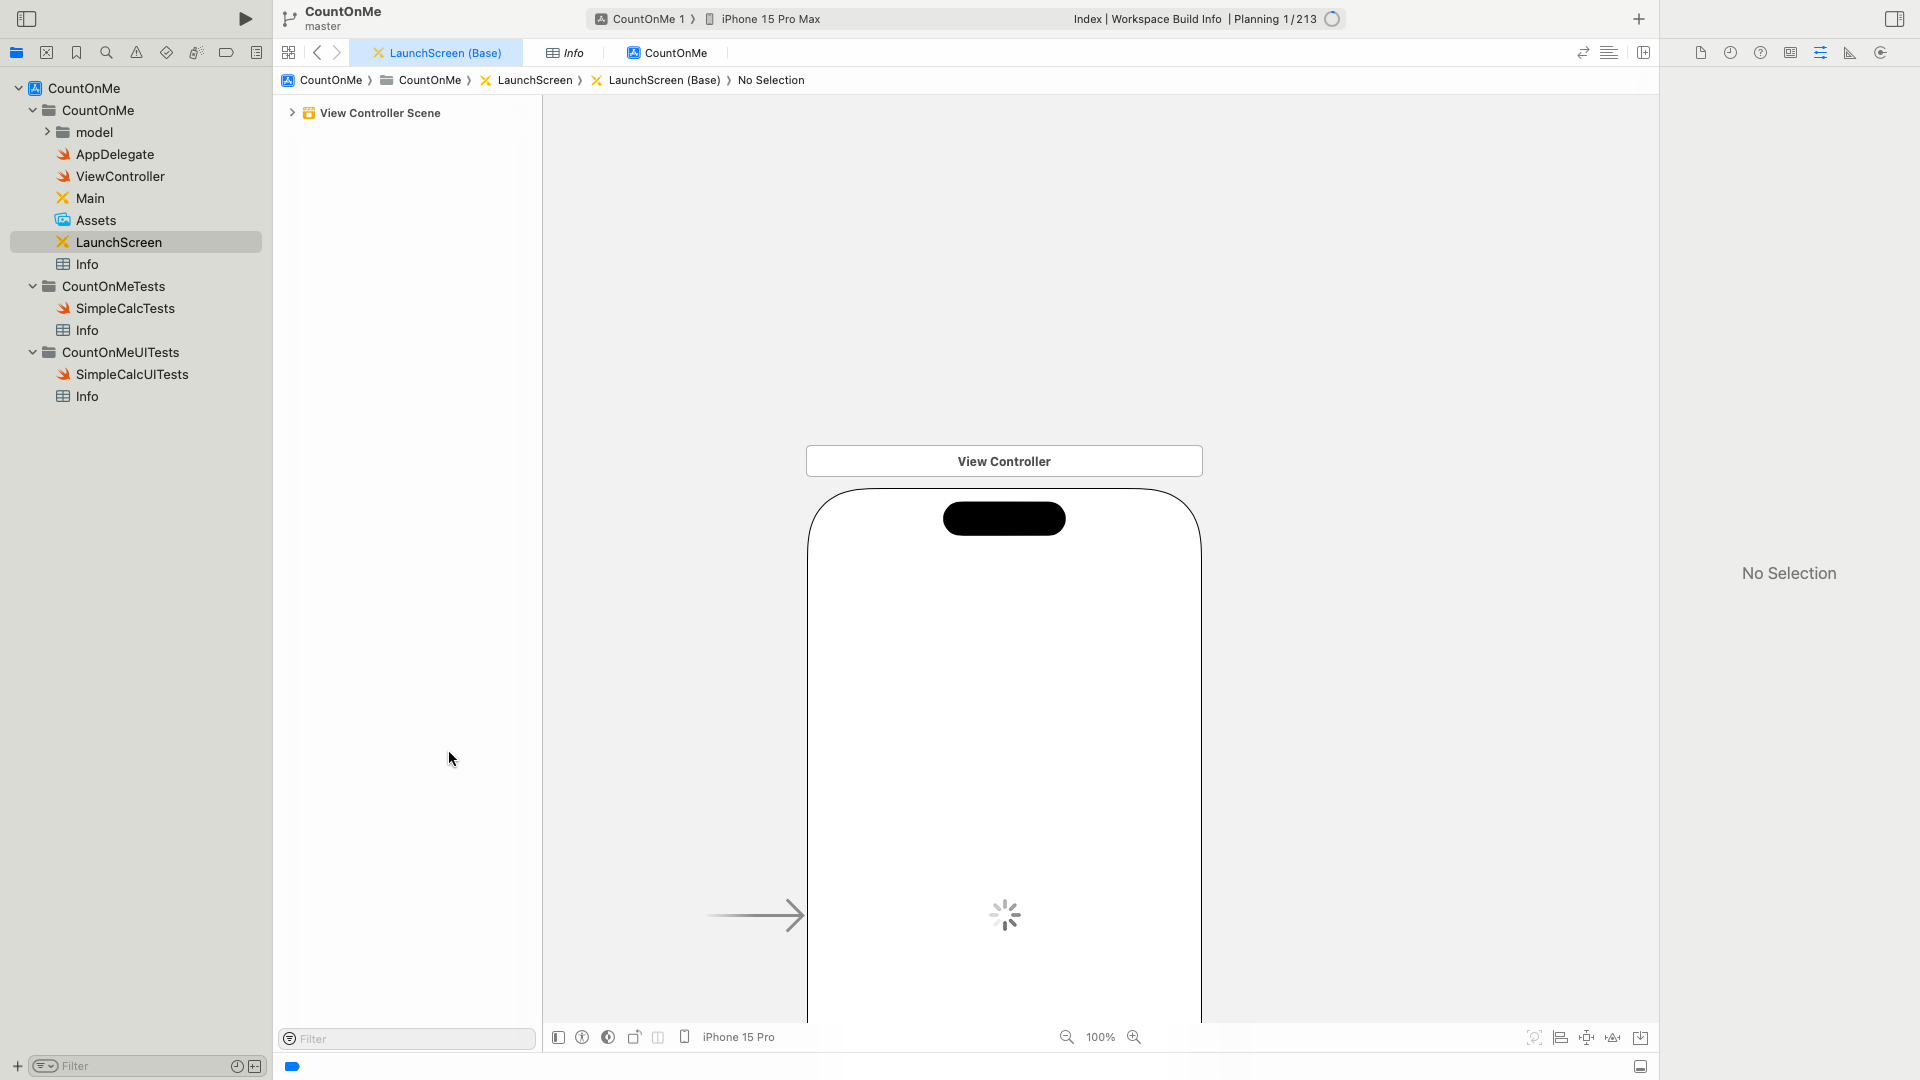 CountOnMe
master
CountOnMe 1 ⟩ iPhone 15 Pro Max
Index | Workspace Build Info | Planning 1/213
LaunchScreen (Base)
Info
CountOnMe
CountOnMe ⟩ CountOnMe ⟩ LaunchScreen ⟩ LaunchScreen (Base) ⟩ No Selection
CountOnMe
CountOnMe
model
AppDelegate
ViewController
Main
Assets
LaunchScreen
Info
CountOnMeTests
SimpleCalcTests
Info
CountOnMeUITests
SimpleCalcUITests
Info
View Controller Scene
View Controller
No Selection
Filter
iPhone 15 Pro
100%
Filter